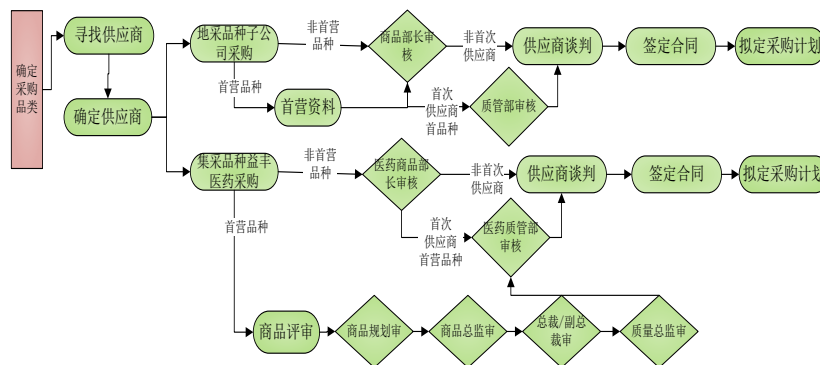 确定
采购
品类
寻找供应商
确定供应商
地采品种子公
司采购
非首营
品种
商品部长审
核
非首次
供应商
供应商谈判
签定合同
拟定采购计划
首营品种
首营资料
首次
供应商
首品种
质管部审核
集采品种益丰
医药采购
非首营
品种
医药商品部
长审核
非首次
供应商
供应商谈判
签定合同
拟定采购计划
首营品种
首次
供应商
首营品种
医药质管部
审核
商品评审
商品规划审
商品总监审
总裁/副总
裁审
质量总监审